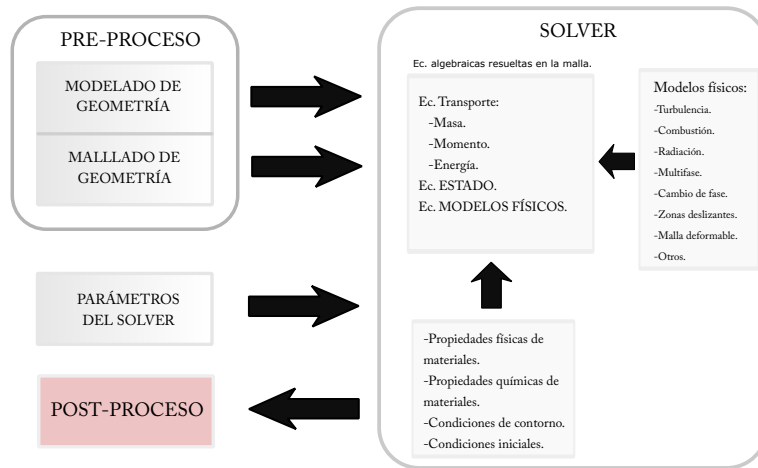 PRE-PROCESO
MODELADO DE
GEOMETRÍA
MALLLADO DE
GEOMETRÍA
PARÁMETROS
DEL SOLVER
POST-PROCESO
SOLVER
Ec. algebraicas resueltas en la malla.
Ec. Transporte:
-Masa.
-Momento.
-Energía.
Ec. ESTADO.
Ec. MODELOS FÍSICOS.
Modelos físicos:
-Turbulencia.
-Combustión.
-Radiación.
-Multifase.
-Cambio de fase.
-Zonas deslizantes.
-Malla deformable.
-Otros.
-Propiedades físicas de
materiales.
-Propiedades químicas de
materiales.
-Condiciones de contorno.
-Condiciones iniciales.